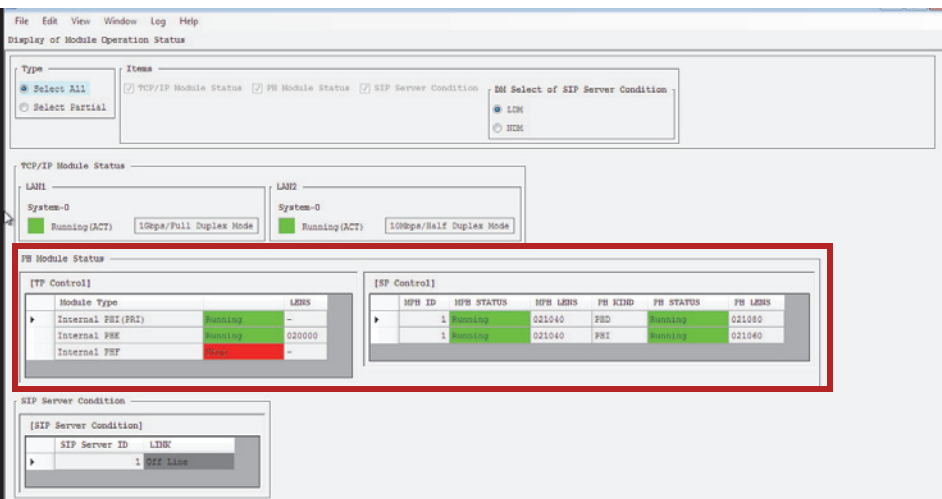 File Edit View Window Log Help
Display of Module Operation Status
Type
Select All
Select Partial
Items
TCP/IP Module Status PH Module Status SIP Server Condition
DM Select of SIP Server Condition
LDM
NDM
TCP/IP Module Status
LAN1
System-0
Running(ACT) 1Gbps/Full Duplex Mode
LAN2
System-0
Running(ACT) 10Mbps/Half Duplex Mode
PH Module Status
[TP Control]
Module Type LENS
Internal PHI(PRI) Running -
Internal PHE Running 020000
Internal PHF -
[SP Control]
MPH ID MPH STATUS MPH LENS PH KIND PH STATUS PH LENS
1 Running 021040 PHD Running 021050
1 Running 021040 PHI Running 021060
SIP Server Condition
[SIP Server Condition]
SIP Server ID LINK
1 Off Line